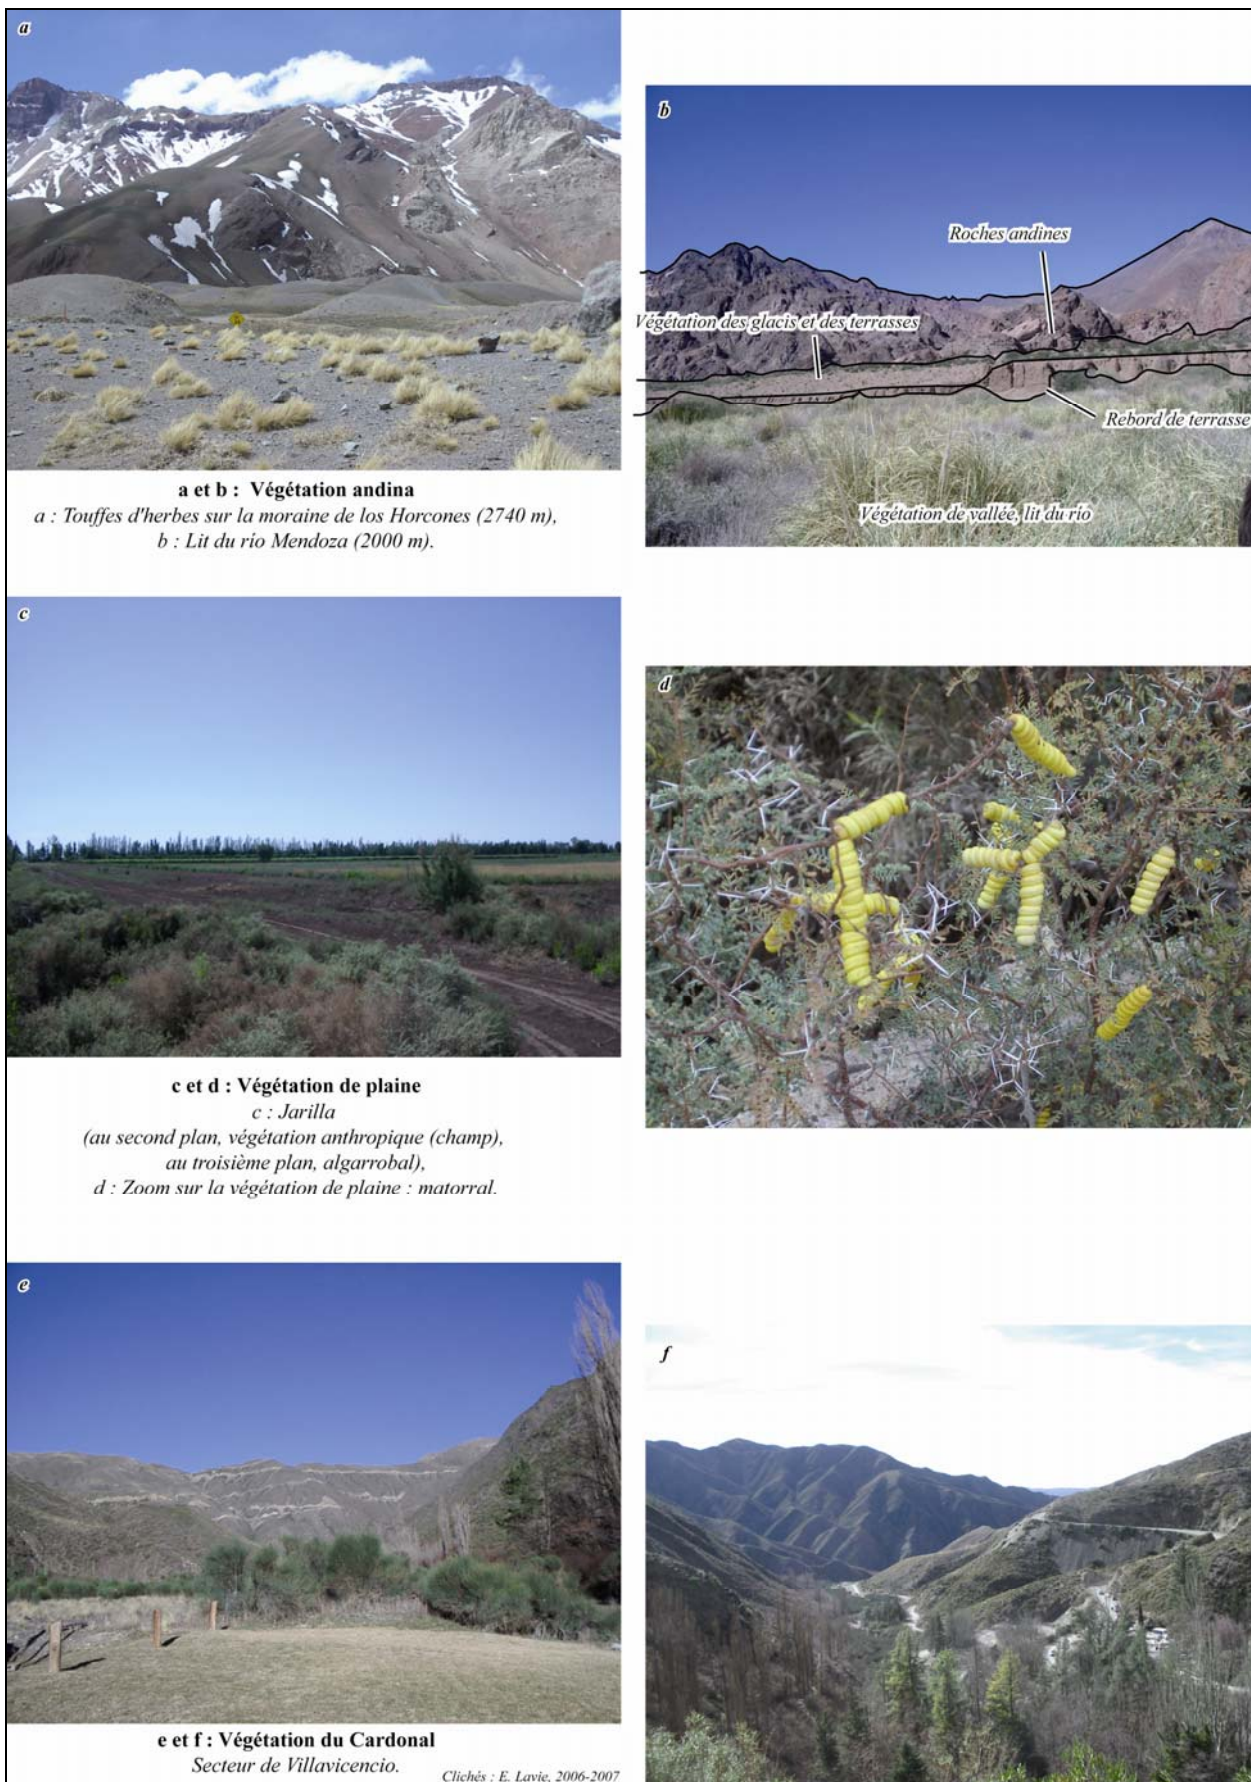 a
b
Roches andines
Végétation des glacis et des terrasses
Rebord de terrasse
Végétation de vallée, lit du río
a et b : Végétation andina
a : Touffes d'herbes sur la moraine de los Horcones (2740 m),
b : Lit du río Mendoza (2000 m).
c
d
c et d : Végétation de plaine
c : Jarilla
(au second plan, végétation anthropique (champ),
au troisième plan, algarrobal),
d : Zoom sur la végétation de plaine : matorral.
e
f
e et f : Végétation du Cardonal
Secteur de Villavicencio.
Clichés : E. Lavie, 2006-2007